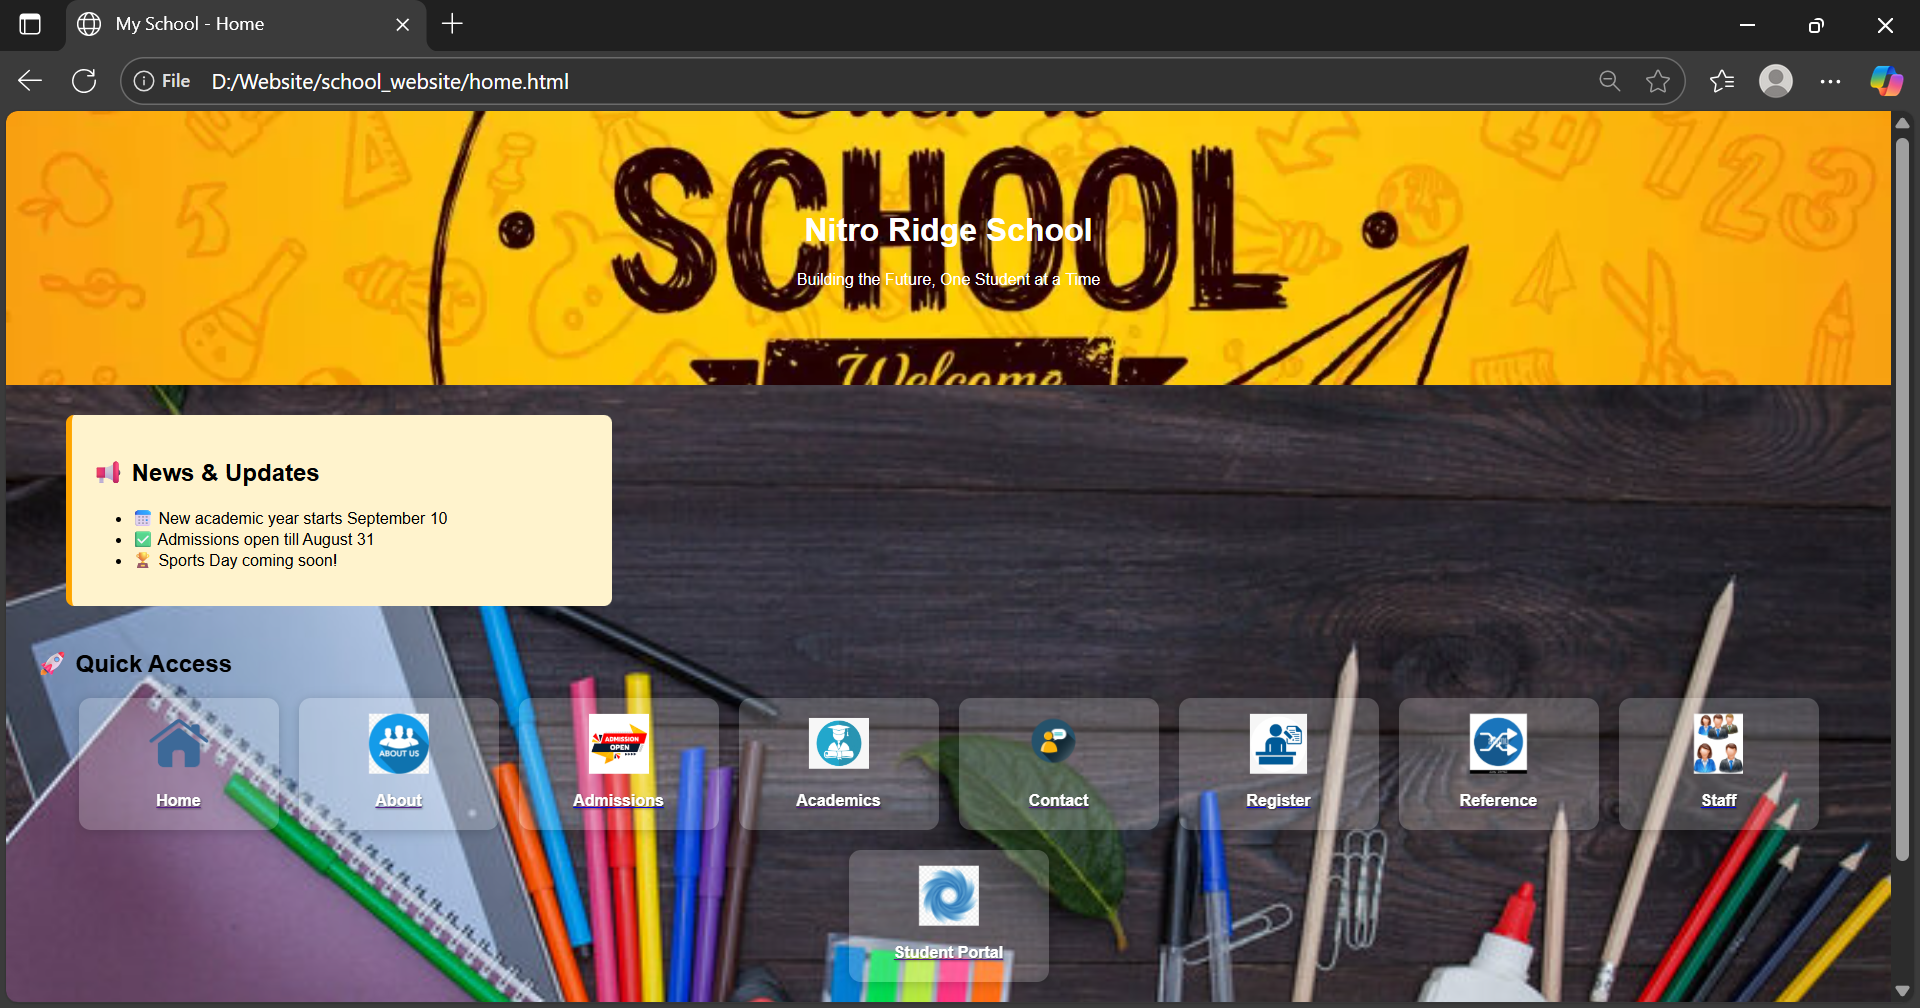 My School - Home
File D:/Website/school_website/home.html
SCHOOL
Nitro Ridge School
Building the Future, One Student at a Time
Welcome
News & Updates
New academic year starts September 10
Admissions open till August 31
Sports Day coming soon!
Quick Access
ABOUT US
ADMISSION
OPEN
Home
About
Admissions
Academics
Contact
Register
Reference
Staff
Student Portal